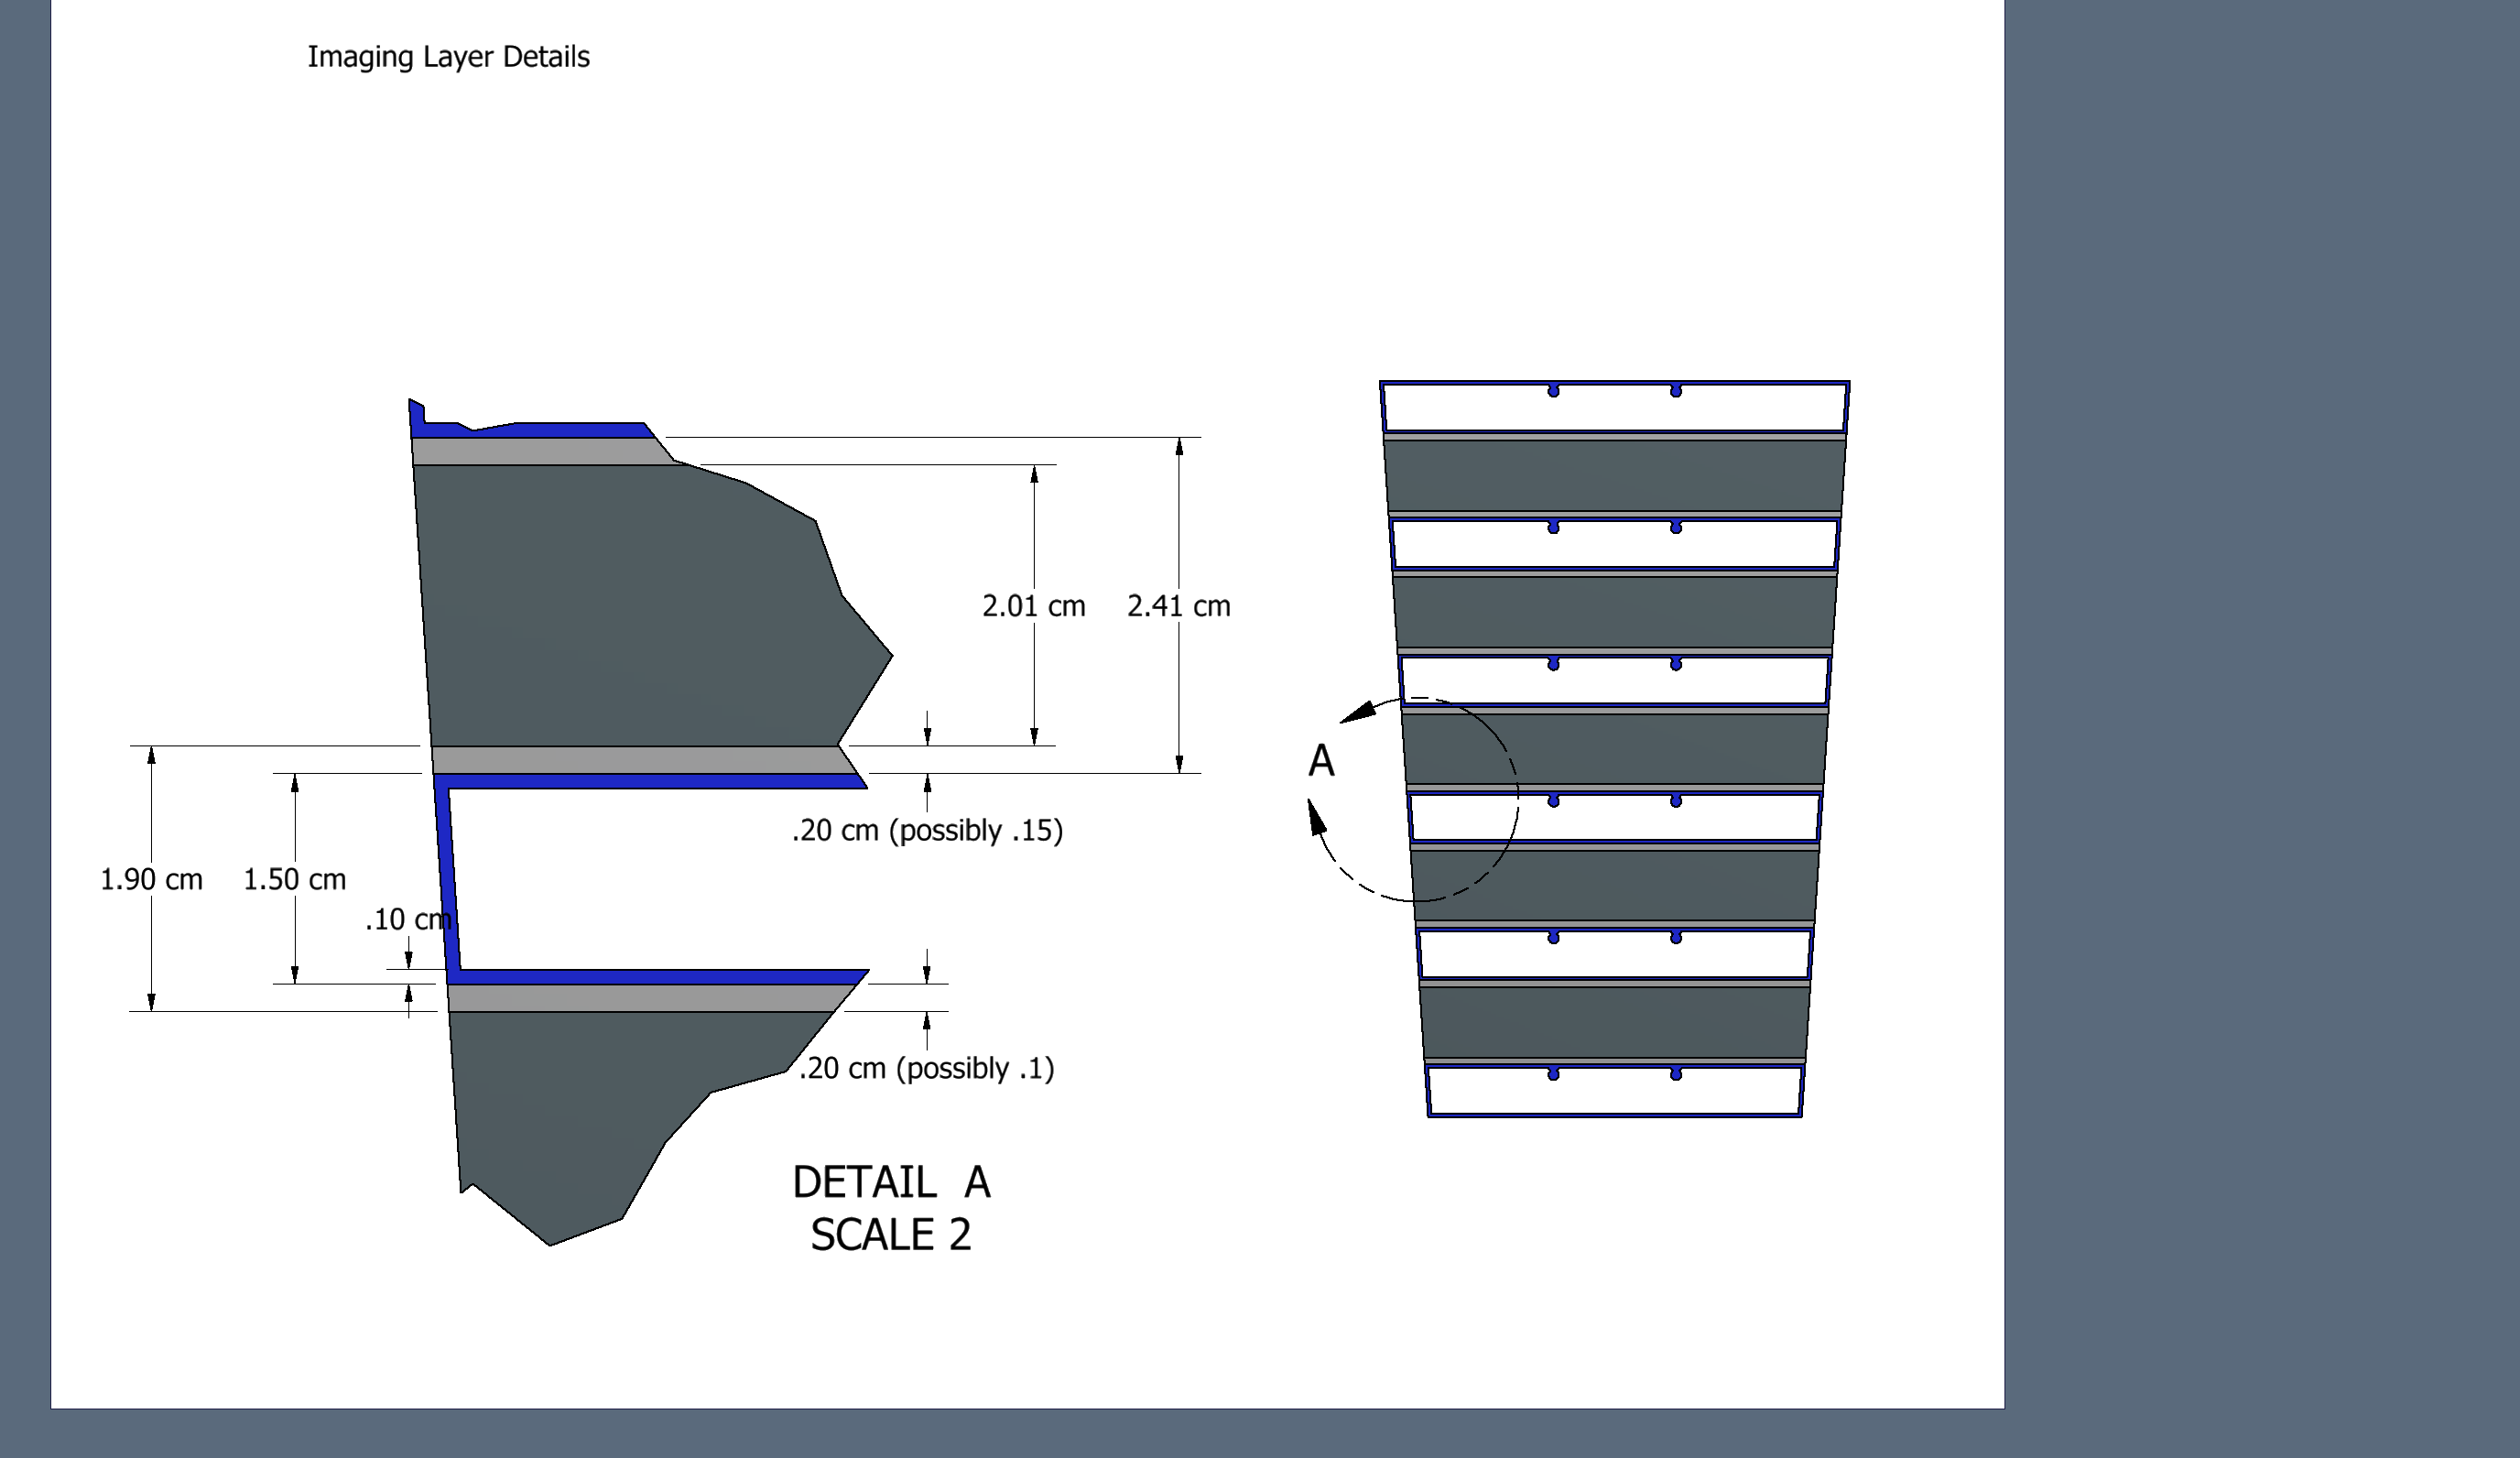 Imaging Layer Details
2.01 cm
2.41 cm
A
.20 cm (possibly .15)
1.90 cm
1.50 cm
.10 cm
.20 cm (possibly .1)
DETAIL A
SCALE 2